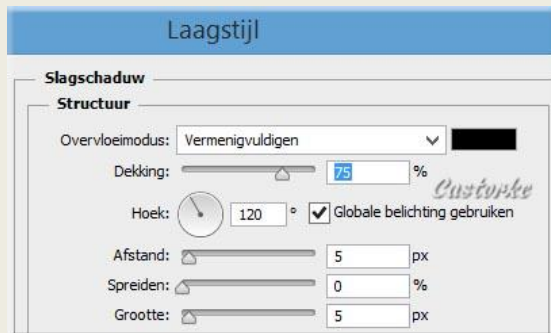 Laagstijl
Slagschaduw
Structuur
Overvloeimodus: Vermenigvuldigen
Dekking: 75 %
Castorke
Hoek: 120 ° Globale belichting gebruiken
Afstand: 5 px
Spreiden: 0 %
Grootte: 5 px